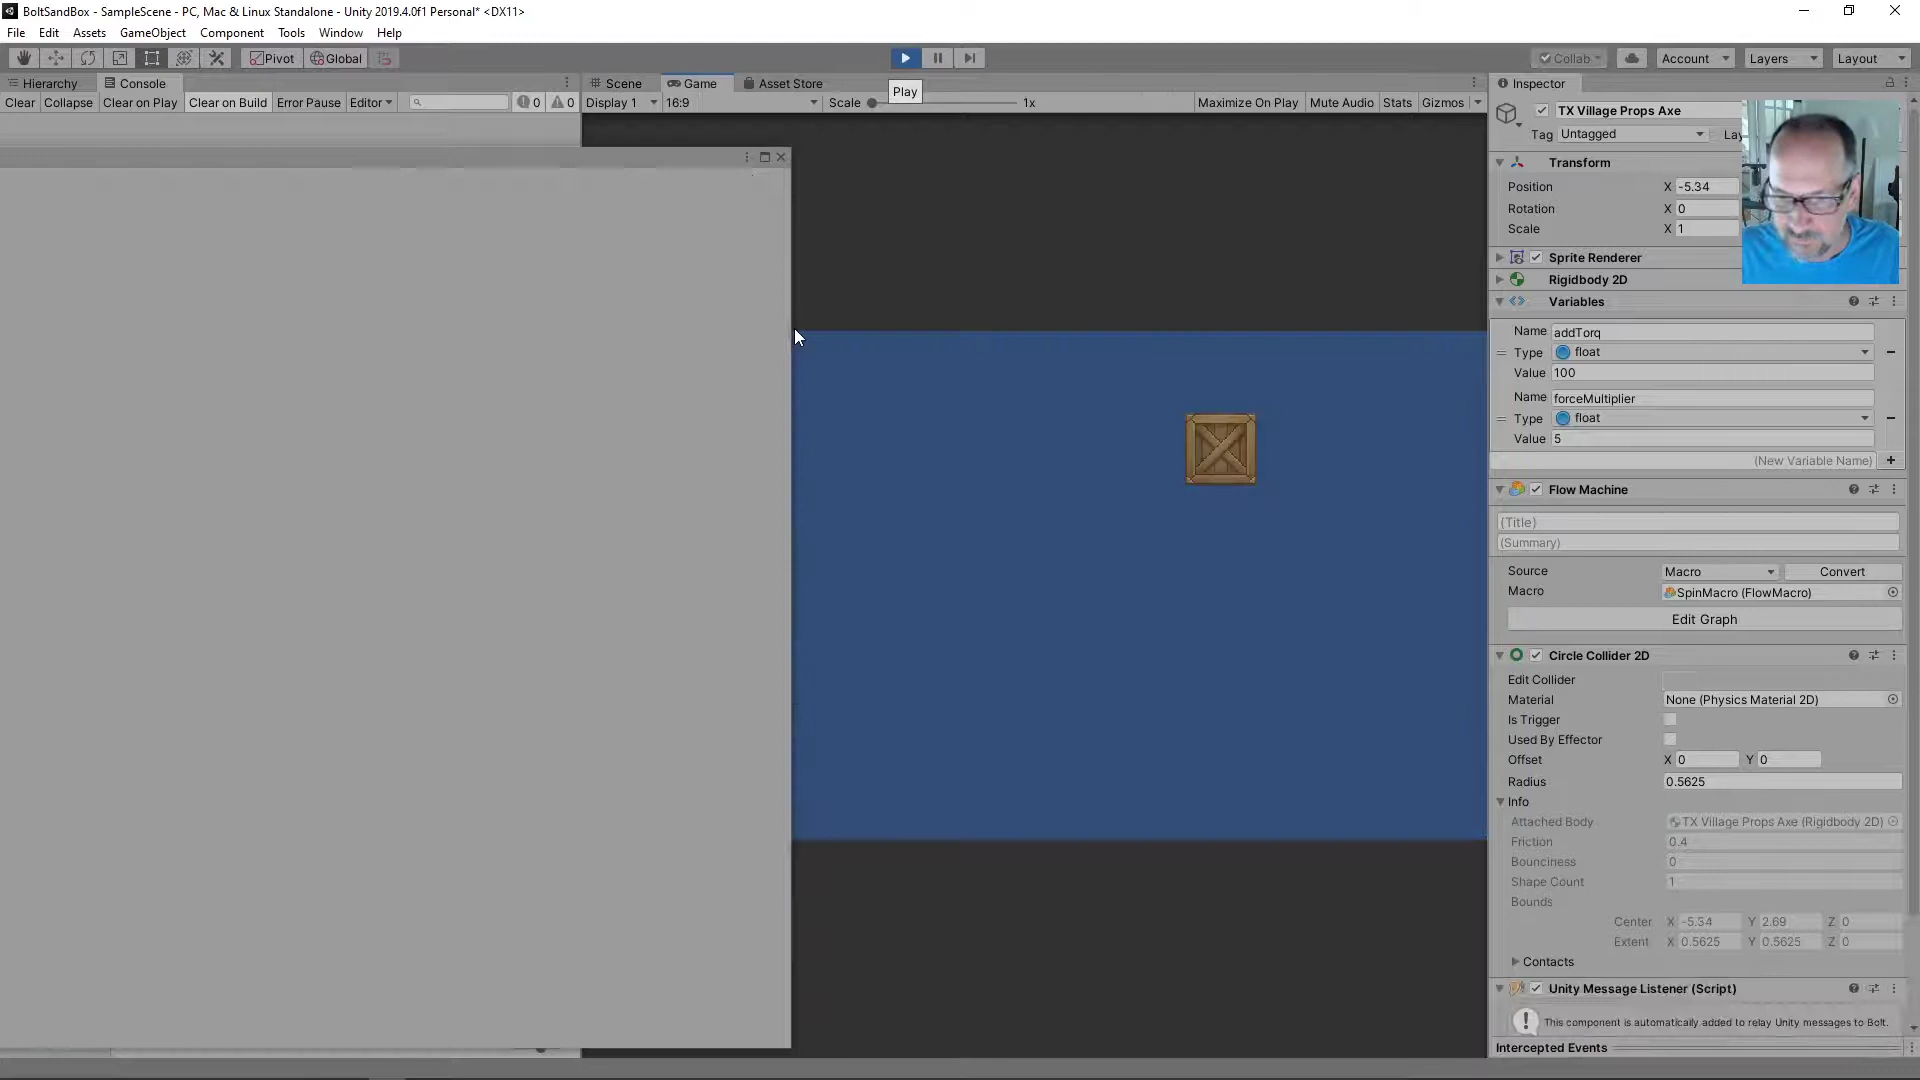 BoltSandBox - SampleScene - PC, Mac & Linux Standalone - Unity 2019.4.0f1 Personal* <DX11>
File Edit Assets GameObject Component Tools Window Help
Pivot Global Collab Account Layers Layout
Hierarchy Console Scene Game Asset Store Inspector
Clear Collapse Clear on Play Clear on Build Error Pause Editor 0 0 Display 1 16:9 Scale 1x Maximize On Play Mute Audio Stats Gizmos
Play
TX Village Props Axe
Tag Untagged
Transform
Position X -5.34
Rotation X 0
Scale X 1
Sprite Renderer
Rigidbody 2D
Variables
Name addTorq
Type float
Value 100
Name forceMultiplier
Type float
Value 5
(New Variable Name)
Flow Machine
(Title)
(Summary)
Source Macro Convert
Macro SpinMacro (FlowMacro)
Edit Graph
Circle Collider 2D
Edit Collider
Material None (Physics Material 2D)
Is Trigger
Used By Effector
Offset X 0 Y 0
Radius 0.5625
Info
Attached Body TX Village Props Axe (Rigidbody 2D)
Friction 0.4
Bounciness 0
Shape Count 1
Bounds
Center X -5.34 Y 2.69 Z 0
Extent X 0.5625 Y 0.5625 Z 0
Contacts
Unity Message Listener (Script)
This component is automatically added to relay Unity messages to Bolt.
Intercepted Events